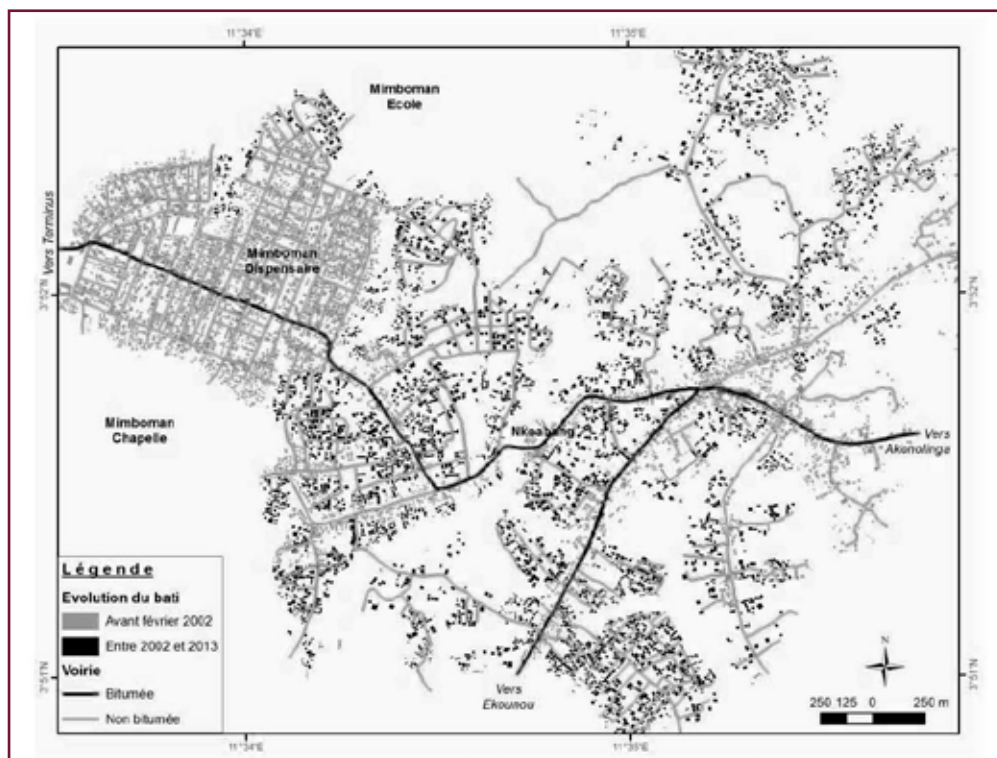 11°34'E 11°35'E
Mimboman
Ecole
Vers Terminus
Mimboman
Dispensaire
3°52'N 3°52'N
Mimboman
Chapelle
Vers
Légende
Evolution du bati
Avant février 2002
Entre 2002 et 2013
Voirie
Bitumée
Non bitumée
Vers
Ekounou
N
3°51'N 3°51'N
250 125 0 250 m
11°34'E 11°35'E